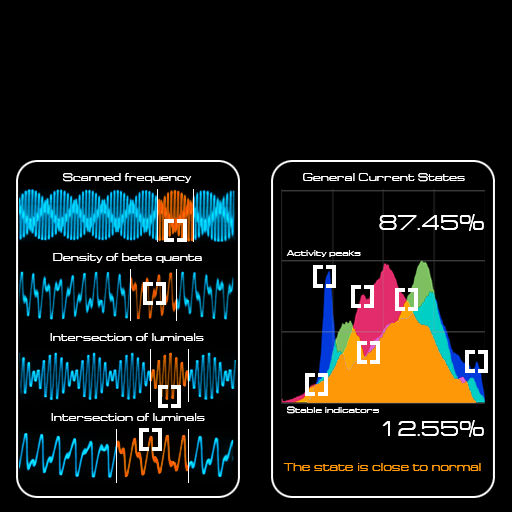 Scanned frequency
Density of beta quanta
Intersection of luminals
Intersection of luminals
General Current States
87.45%
Activity peaks
Stable indicators
12.55%
The state is close to normal